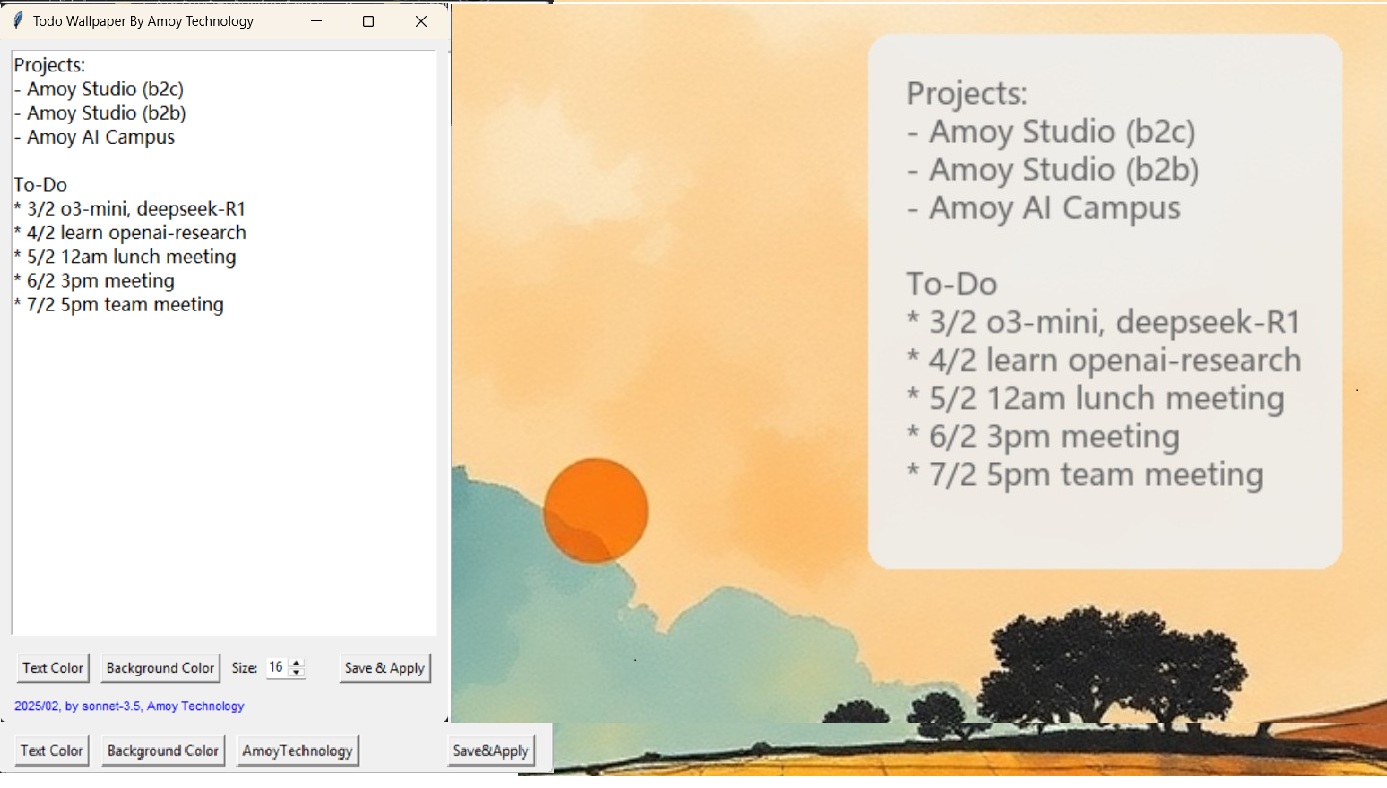 Todo Wallpaper By Amoy Technology
Projects:
- Amoy Studio (b2c)
- Amoy Studio (b2b)
- Amoy AI Campus
To-Do
* 3/2 o3-mini, deepseek-R1
* 4/2 learn openai-research
* 5/2 12am lunch meeting
* 6/2 3pm meeting
* 7/2 5pm team meeting
Text Color Background Color Size: 16 Save & Apply
2025/02, by sonnet-3.5, Amoy Technology
Text Color Background Color AmoyTechnology Save&Apply
Projects:
- Amoy Studio (b2c)
- Amoy Studio (b2b)
- Amoy AI Campus
To-Do
* 3/2 o3-mini, deepseek-R1
* 4/2 learn openai-research
* 5/2 12am lunch meeting
* 6/2 3pm meeting
* 7/2 5pm team meeting